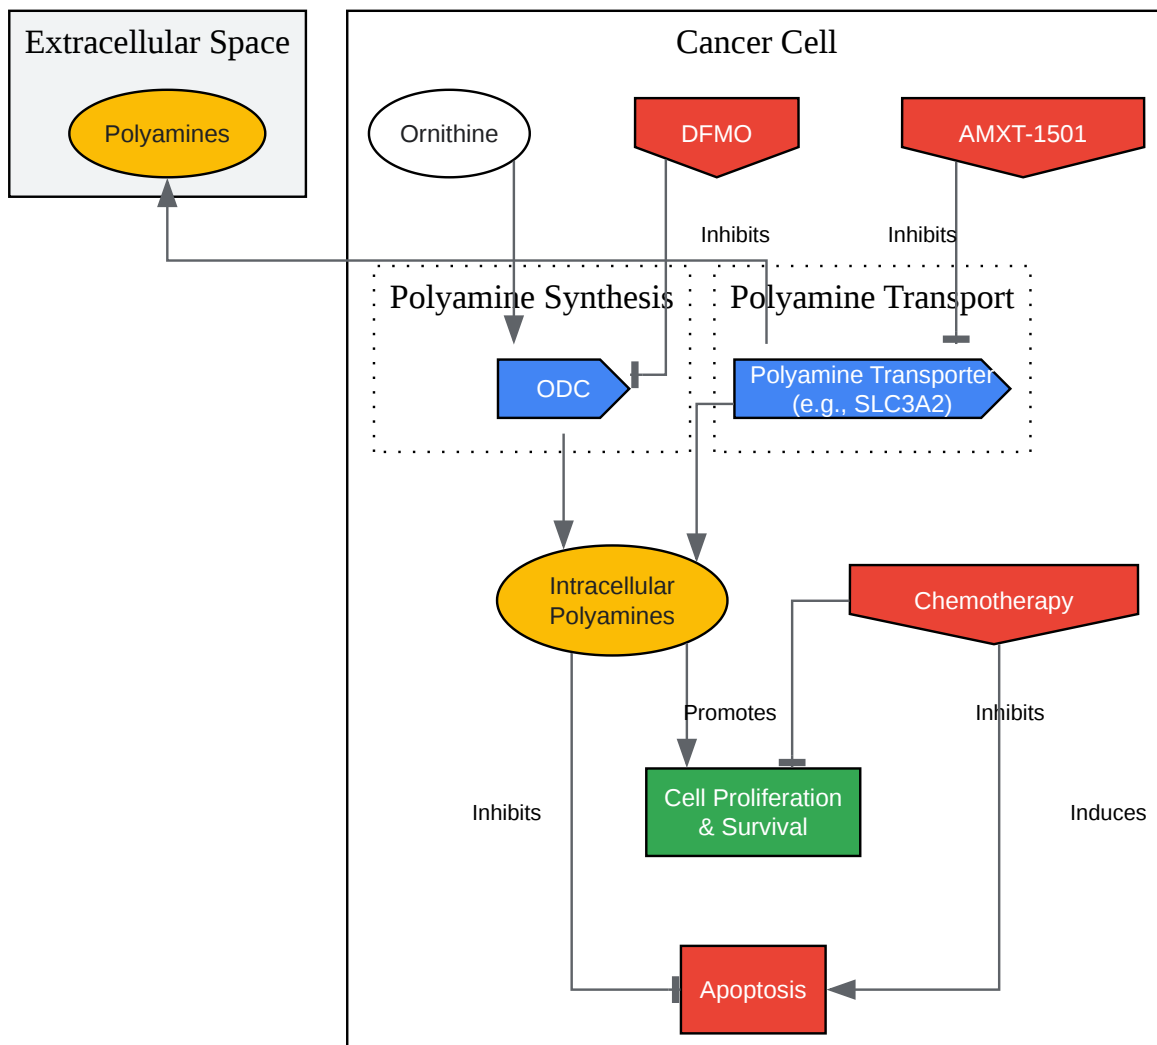 Extracellular Space
Cancer Cell
Polyamines
Ornithine
DFMO
AMXT-1501
Inhibits
Inhibits
Polyamine Synthesis
Polyamine Transport
ODC
Polyamine Transporter
(e.g., SLC3A2)
Intracellular
Polyamines
Chemotherapy
Promotes
Inhibits
Cell Proliferation
& Survival
Inhibits
Induces
Apoptosis